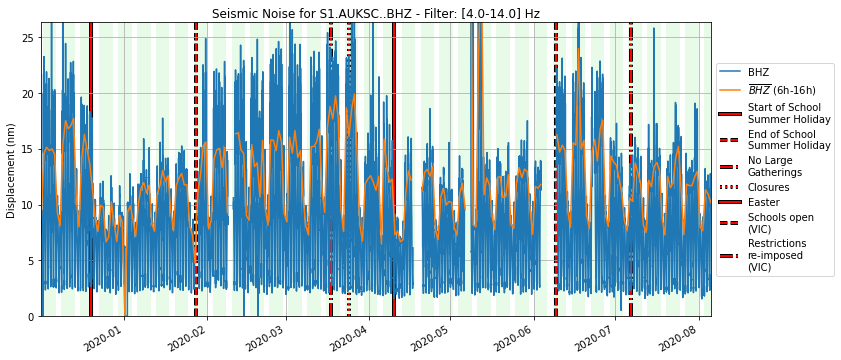 Seismic Noise for S1.AUKSC..BHZ - Filter: [4.0-14.0] Hz
Displacement (nm)
25
20
15
10
5
0
2020-01
2020-02
2020-03
2020-04
2020-05
2020-06
2020-07
2020-08
BHZ
BHZ (6h-16h)
Start of School
Summer Holiday
End of School
Summer Holiday
No Large
Gatherings
Closures
Easter
Schools open
(VIC)
Restrictions
re-imposed
(VIC)